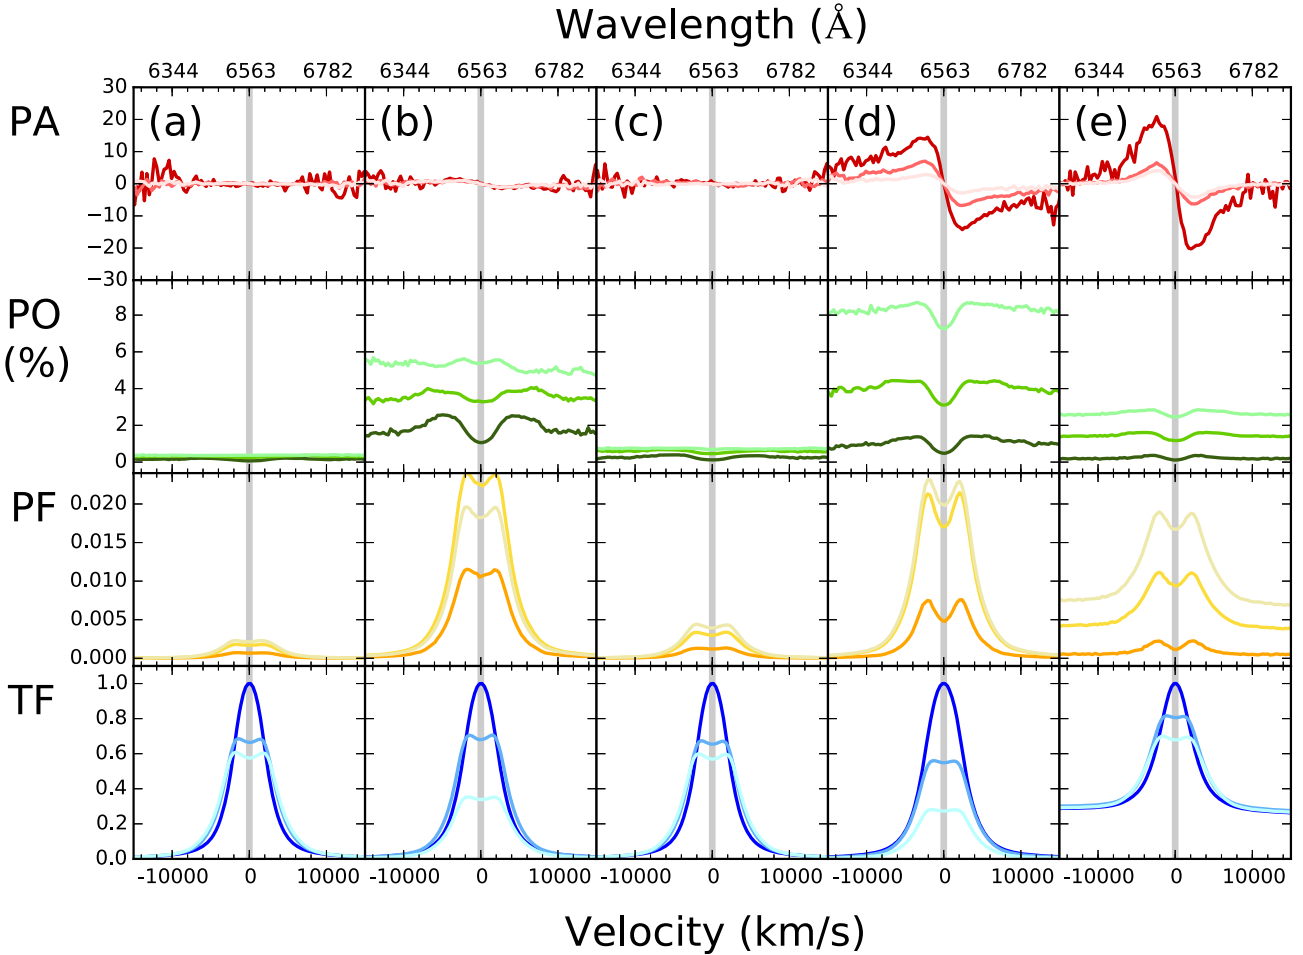 Wavelength (Å)
6344 6563 6782 6344 6563 6782 6344 6563 6782 6344 6563 6782 6344 6563 6782
PA
30
20
10
0
−10
−20
−30
(a) (b) (c) (d) (e)
PO
(%)
8
6
4
2
0
PF
0.020
0.015
0.010
0.005
0.000
TF
1.0
0.8
0.6
0.4
0.2
0.0
-10000 0 10000 -10000 0 10000 -10000 0 10000 -10000 0 10000 -10000 0 10000
Velocity (km/s)